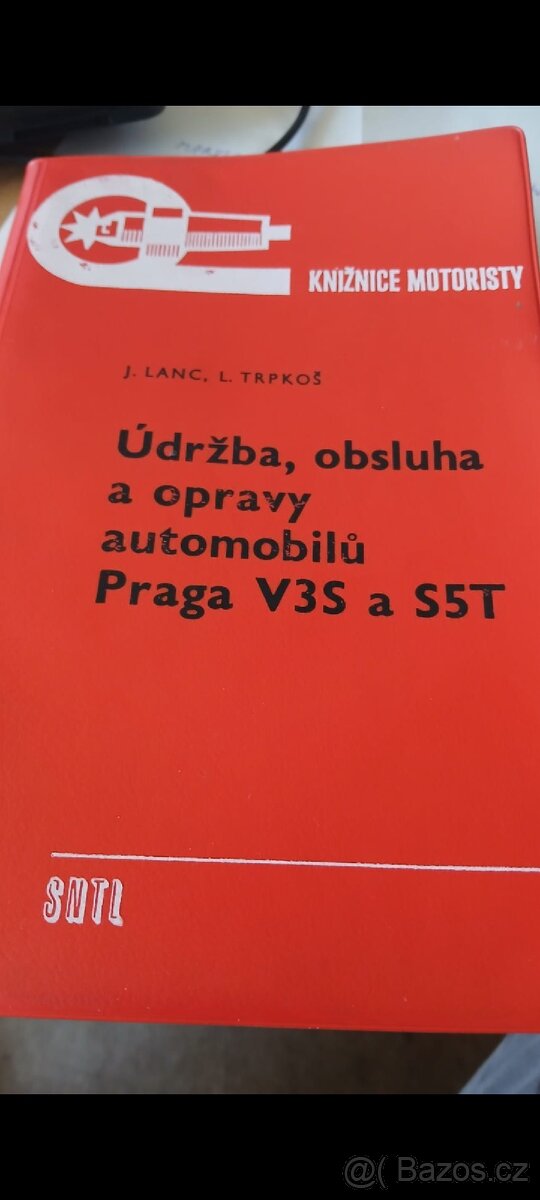 KNIŽNICE MOTORISTY
J. LANC, L. TRPKOŠ
Údržba, obsluha
a opravy
automobilů
Praga V3S a S5T
SNTL
@( Bazos.cz